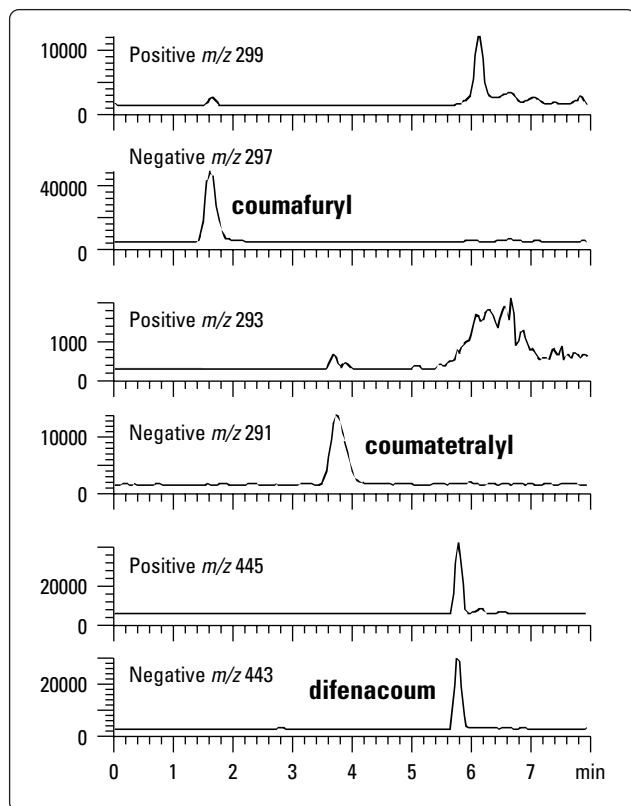 10000
Positive m/z 299
0
Negative m/z 297
40000
coumafuryl
0
Positive m/z 293
1000
0
Negative m/z 291
10000
coumatetralyl
0
Positive m/z 445
20000
0
Negative m/z 443
20000
difenacoum
0
0 1 2 3 4 5 6 7 min